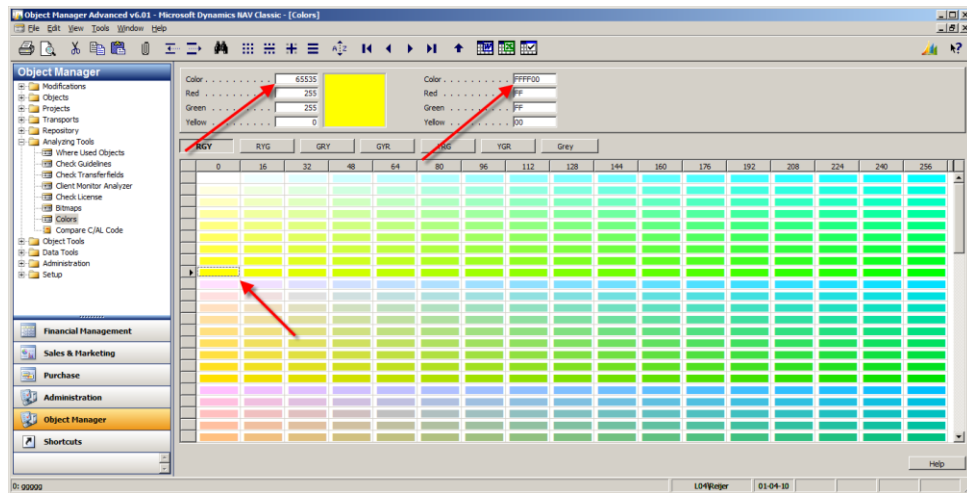 Object Manager Advanced v6.01 - Microsoft Dynamics NAV Classic - [Colors]
File Edit View Tools Window Help
Object Manager
Modifications
Objects
Projects
Transports
Repository
Analyzing Tools
Where Used Objects
Check Guidelines
Check Transferfields
Client Monitor Analyzer
Check License
Bitmaps
Colors
Compare C/AL Code
Object Tools
Data Tools
Administration
Setup
Financial Management
Sales & Marketing
Purchase
Administration
Object Manager
Shortcuts
Color . . . . . . . . . . 65535
Red . . . . . . . . . . . 255
Green . . . . . . . . . . 255
Yellow . . . . . . . . . . 0
Color . . . . . . . . . . FFFF00
Red . . . . . . . . . . . FF
Green . . . . . . . . . . FF
Yellow . . . . . . . . . . 00
RGY RYG GRY GYR YRG YGR Grey
0 16 32 48 64 80 96 112 128 144 160 176 192 208 224 240 256
Help
0: ggggg L04\Reijer 01-04-10